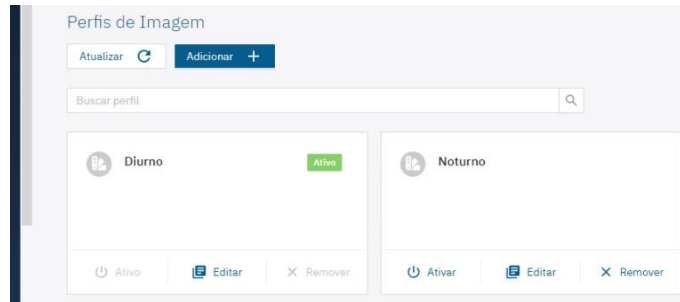 Perfis de Imagem
Atualizar Adicionar
Buscar perfil
Diurno Ativo Noturno
Ativo Editar Remover Ativar Editar Remover